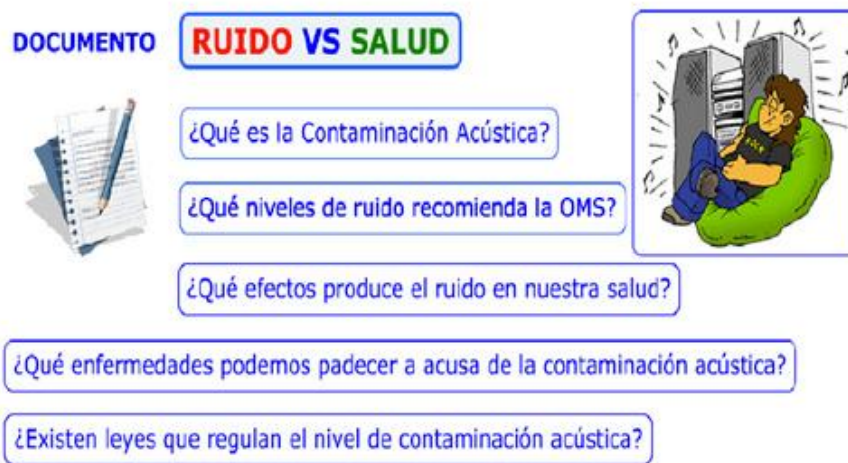 DOCUMENTO
RUIDO VS SALUD
¿Qué es la Contaminación Acústica?
¿Qué niveles de ruido recomienda la OMS?
¿Qué efectos produce el ruido en nuestra salud?
¿Qué enfermedades podemos padecer a acusa de la contaminación acústica?
¿Existen leyes que regulan el nivel de contaminación acústica?